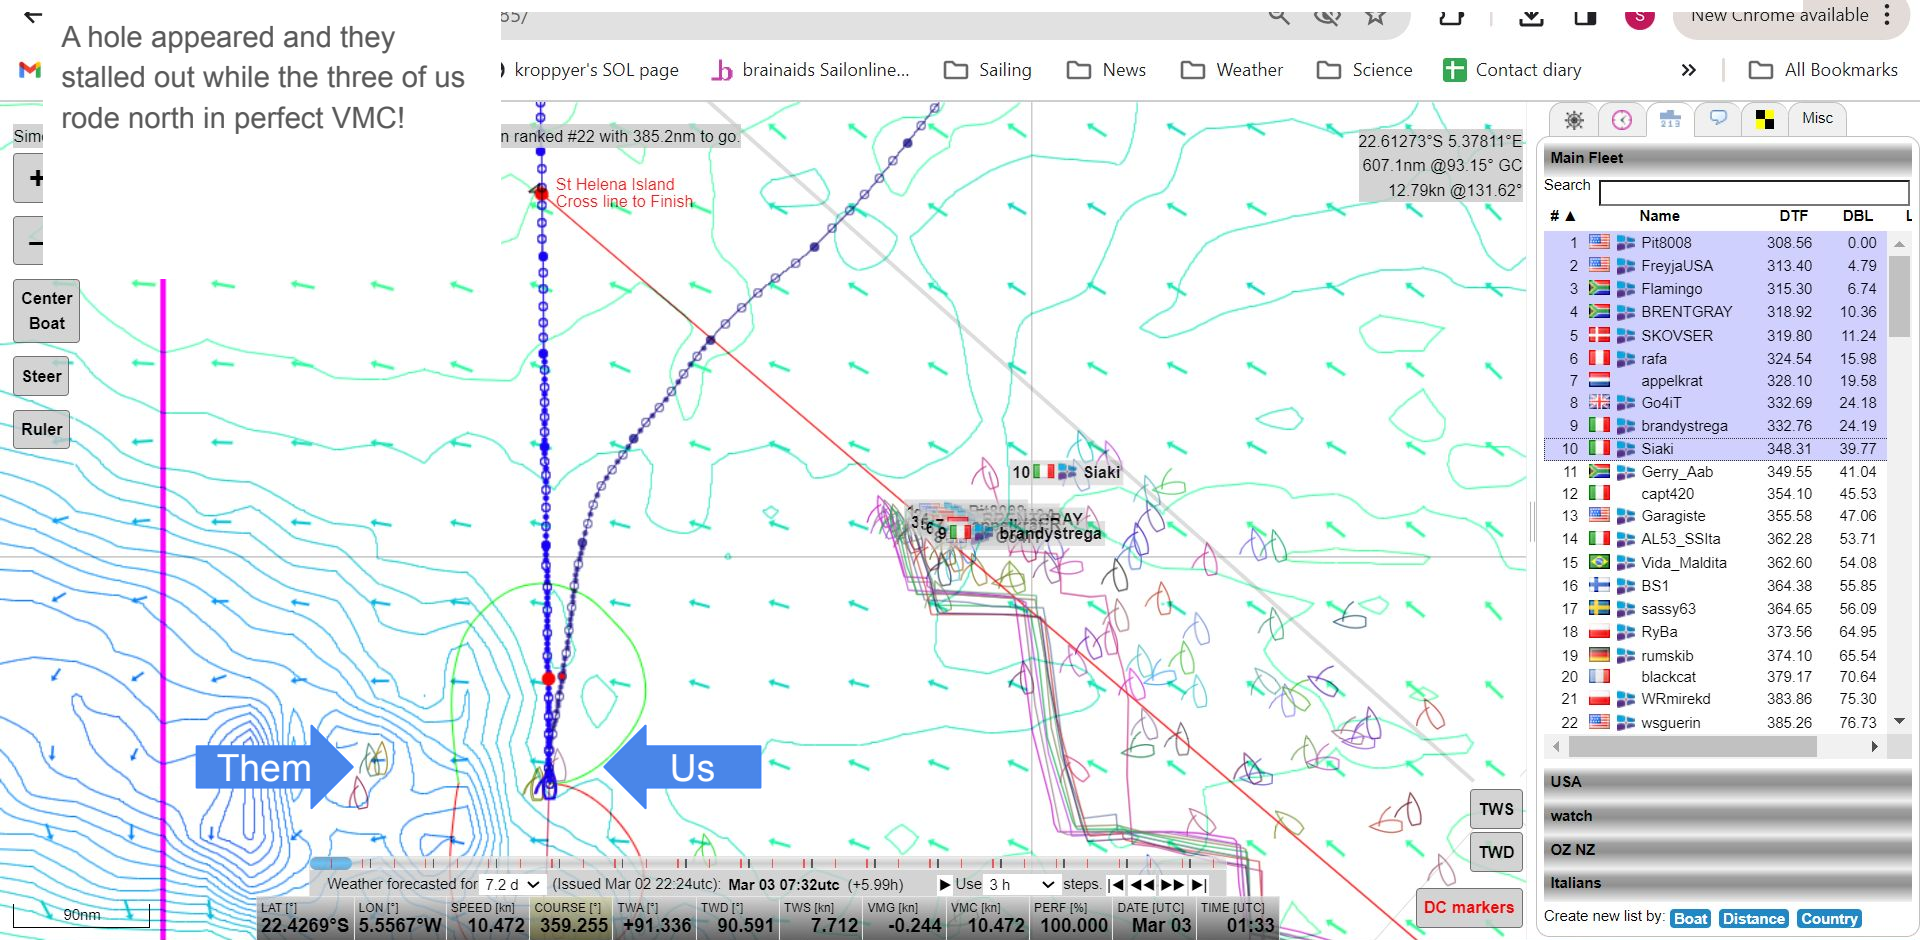 A hole appeared and they
stalled out while the three of us
rode north in perfect VMC!
New Chrome available
kroppyer's SOL page
brainaids Sailonline...
Sailing
News
Weather
Science
Contact diary
»
All Bookmarks
n ranked #22 with 385.2nm to go.
+
−
Center
Boat
Steer
Ruler
St Helena Island
Cross line to Finish
22.61273°S 5.37811°E
607.1nm @93.15° GC
12.79kn @131.62°
10 Siaki
9 brandystrega
Them
Us
TWS
TWD
DC markers
90nm
Weather forecasted for 7.2 d (Issued Mar 02 22:24utc): Mar 03 07:32utc (+5.99h) Use 3 h steps.
LAT [°] LON [°] SPEED [kn] COURSE [°] TWA [°] TWD [°] TWS [kn] VMG [kn] VMC [kn] PERF [%] DATE [UTC] TIME [UTC]
22.4269°S 5.5567°W 10.472 359.255 +91.336 90.591 7.712 -0.244 10.472 100.000 Mar 03 01:33
213
Misc
Main Fleet
Search
# ▲ Name DTF DBL L
1 Pit8008 308.56 0.00
2 FreyjaUSA 313.40 4.79
3 Flamingo 315.30 6.74
4 BRENTGRAY 318.92 10.36
5 SKOVSER 319.80 11.24
6 rafa 324.54 15.98
7 appelkrat 328.10 19.58
8 Go4iT 332.69 24.18
9 brandystrega 332.76 24.19
10 Siaki 348.31 39.77
11 Gerry_Aab 349.55 41.04
12 capt420 354.10 45.53
13 Garagiste 355.58 47.06
14 AL53_SSIta 362.28 53.71
15 Vida_Maldita 362.60 54.08
16 BS1 364.38 55.85
17 sassy63 364.65 56.09
18 RyBa 373.56 64.95
19 rumskib 374.10 65.54
20 blackcat 379.17 70.64
21 WRmirekd 383.86 75.30
22 wsguerin 385.26 76.73
USA
watch
OZ NZ
Italians
Create new list by: Boat Distance Country